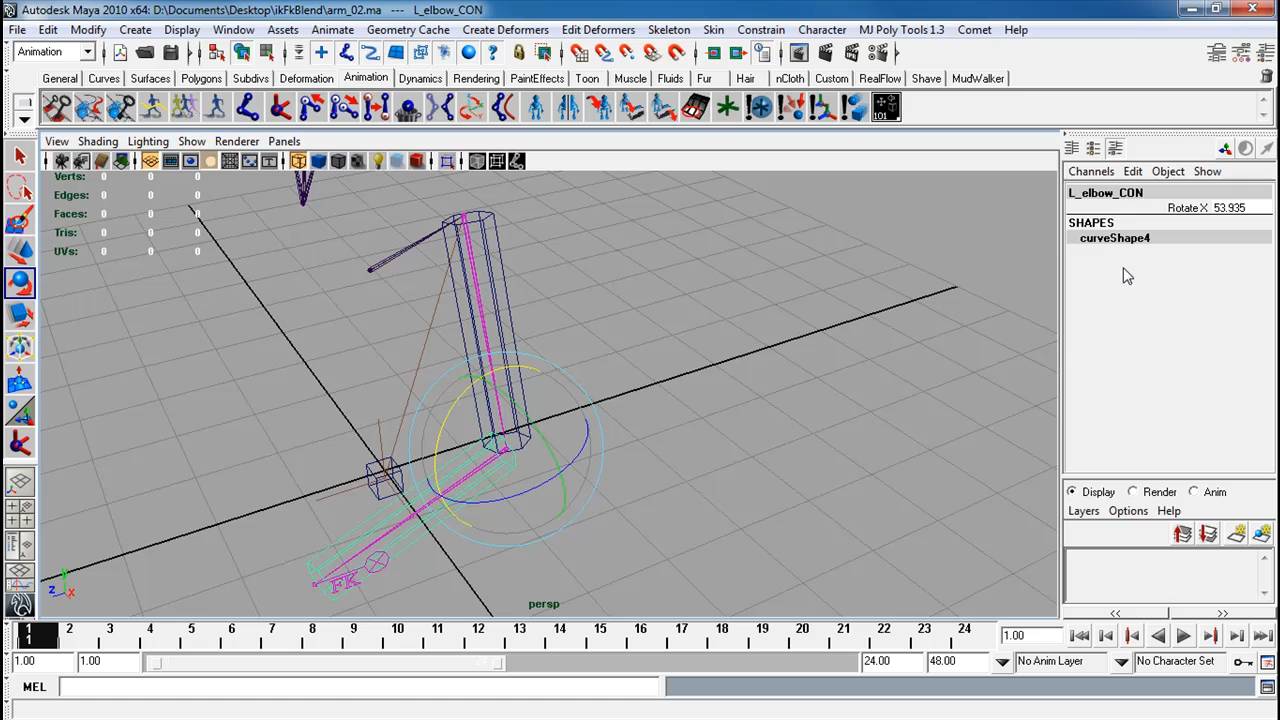 Autodesk Maya 2010 x64: D:\Documents\Desktop\ikFkBlend\arm_02.ma --- L_elbow_CON
File Edit Modify Create Display Window Assets Animate Geometry Cache Create Deformers Edit Deformers Skeleton Skin Constrain Character MJ Poly Tools 1.3 Comet Help
Animation
General Curves Surfaces Polygons Subdivs Deformation Animation Dynamics Rendering PaintEffects Toon Muscle Fluids Fur Hair nCloth Custom RealFlow Shave MudWalker
101
View Shading Lighting Show Renderer Panels
Channels Edit Object Show
Verts: 0 0 0
Edges: 0 0 0
Faces: 0 0 0
Tris: 0 0 0
UVs: 0 0 0
L_elbow_CON
Rotate X 53.935
SHAPES
curveShape4
FK
Display Render Anim
Layers Options Help
z y x
persp
<< >>
1 2 3 4 5 6 7 8 9 10 11 12 13 14 15 16 17 18 19 20 21 22 23 24
1
1.00
1.00 1.00 24.00 48.00 No Anim Layer No Character Set
MEL